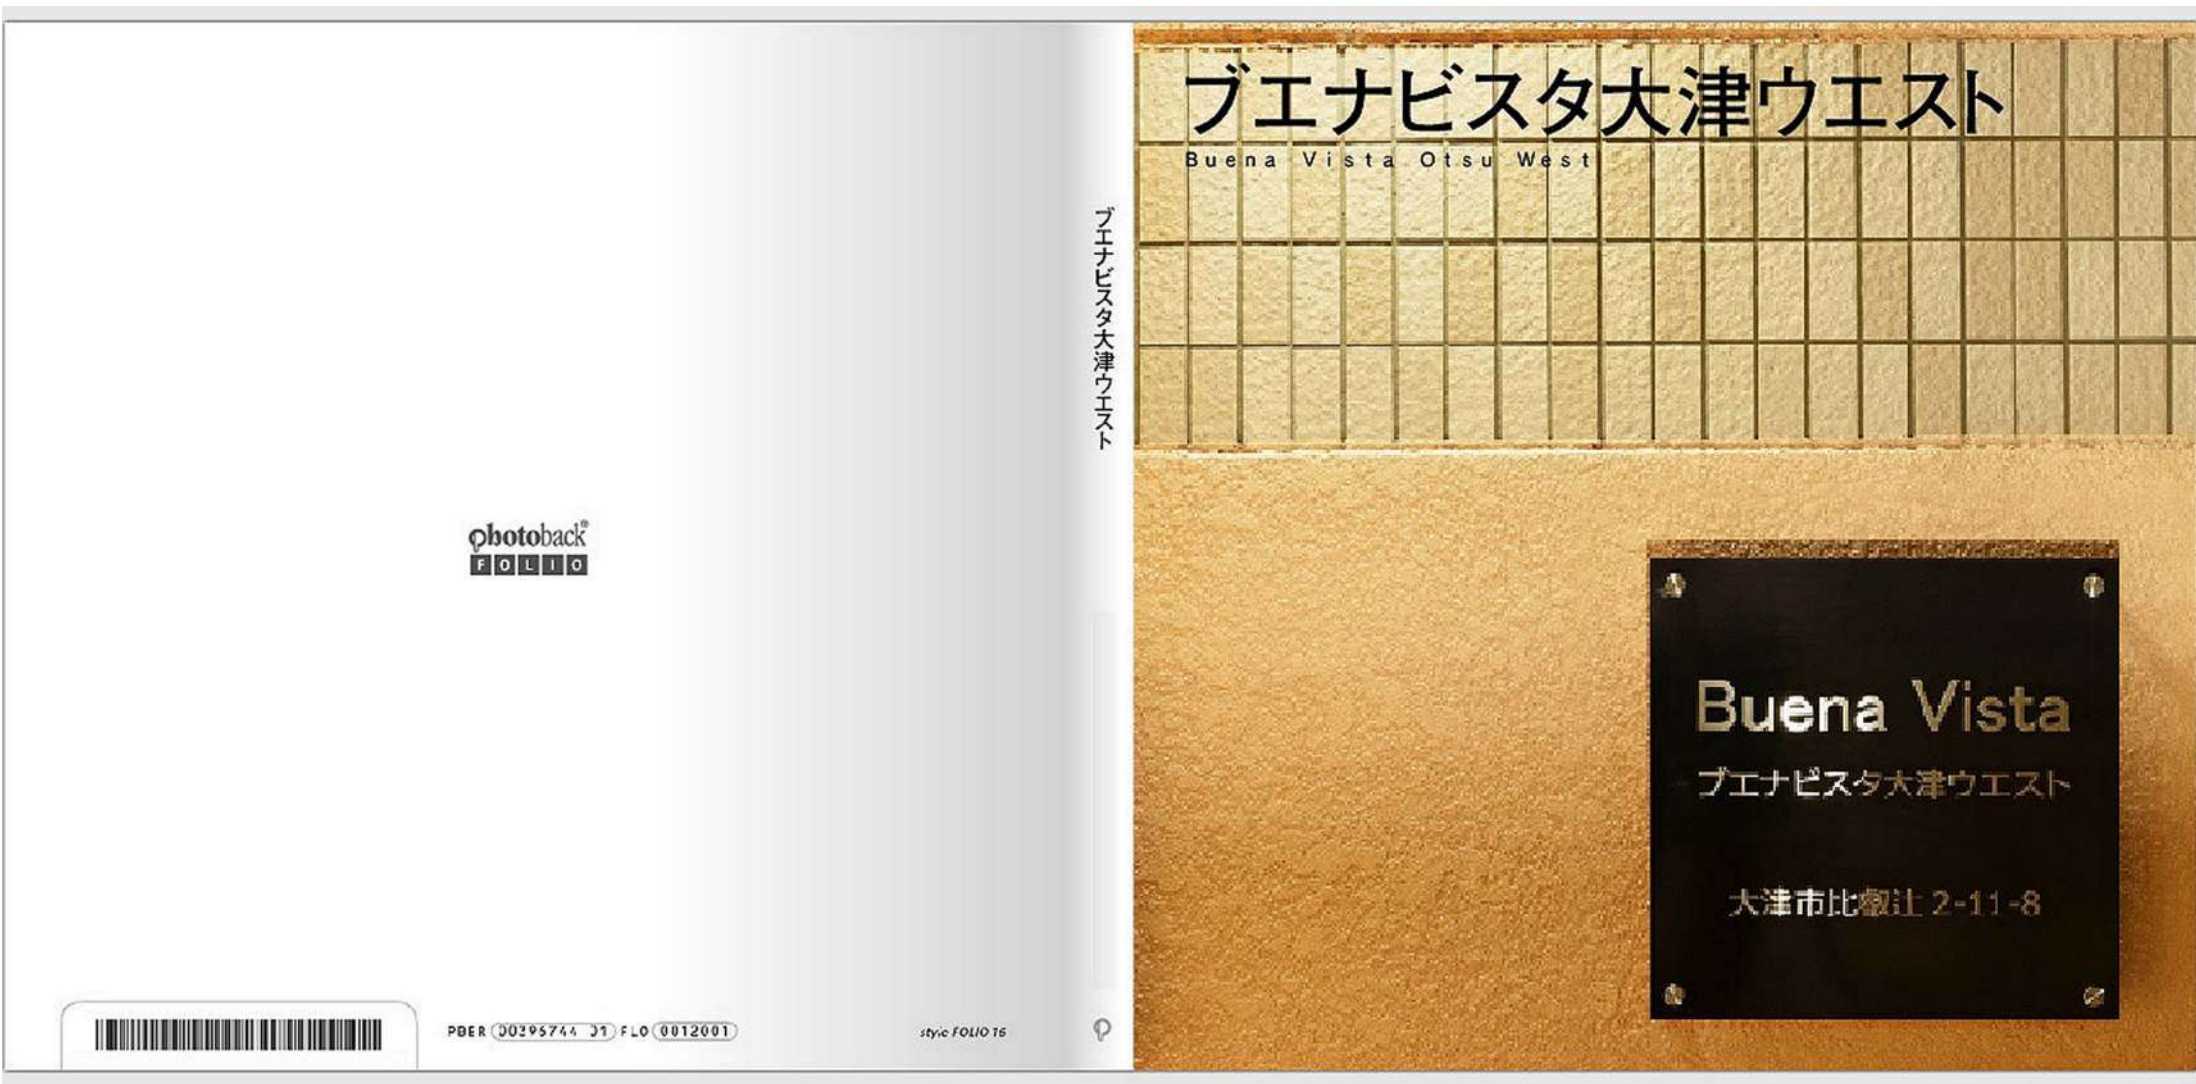 ブエナビスタ大津ウエスト
Buena Vista Otsu West
ブエナビスタ大津ウエスト
photoback®
FOLIO
Buena Vista
ブエナビスタ大津ウエスト
大津市比叡辻 2-11-8
PBER 00396744 01 FLO 0012001
style FOLIO 16